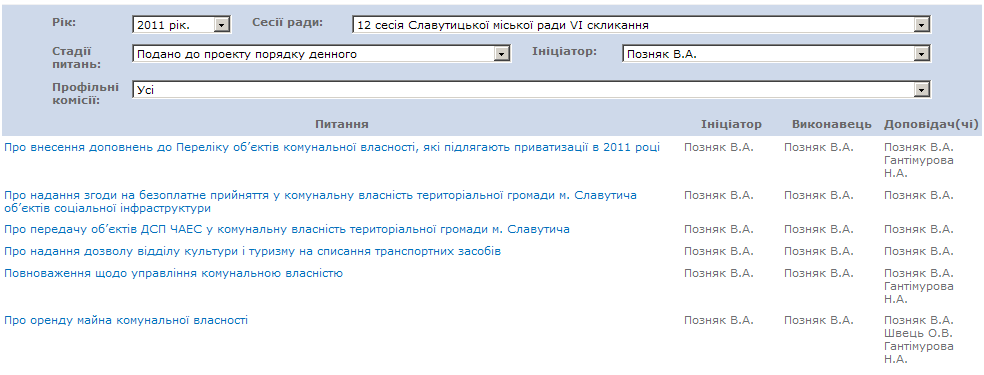 Рік: 2011 рік. Сесії ради: 12 сесія Славутицької міської ради VI скликання
Стадії питань: Подано до проекту порядку денного Ініціатор: Позняк В.А.
Профільні комісії: Усі
Питання Ініціатор Виконавець Доповідач(чі)
Про внесення доповнень до Переліку об’єктів комунальної власності, які підлягають приватизації в 2011 році Позняк В.А. Позняк В.А. Позняк В.А.
Гантімурова
Н.А.
Про надання згоди на безоплатне прийняття у комунальну власність територіальної громади м. Славутича Позняк В.А. Позняк В.А. Позняк В.А.
об’єктів соціальної інфраструктури
Про передачу об’єктів ДСП ЧАЕС у комунальну власність територіальної громади м. Славутича Позняк В.А. Позняк В.А. Позняк В.А.
Про надання дозволу відділу культури і туризму на списання транспортних засобів Позняк В.А. Позняк В.А. Позняк В.А.
Повноваження щодо управління комунальною власністю Позняк В.А. Позняк В.А. Позняк В.А.
Гантімурова
Н.А.
Про оренду майна комунальної власності Позняк В.А. Позняк В.А. Позняк В.А.
Швець О.В.
Гантімурова
Н.А.